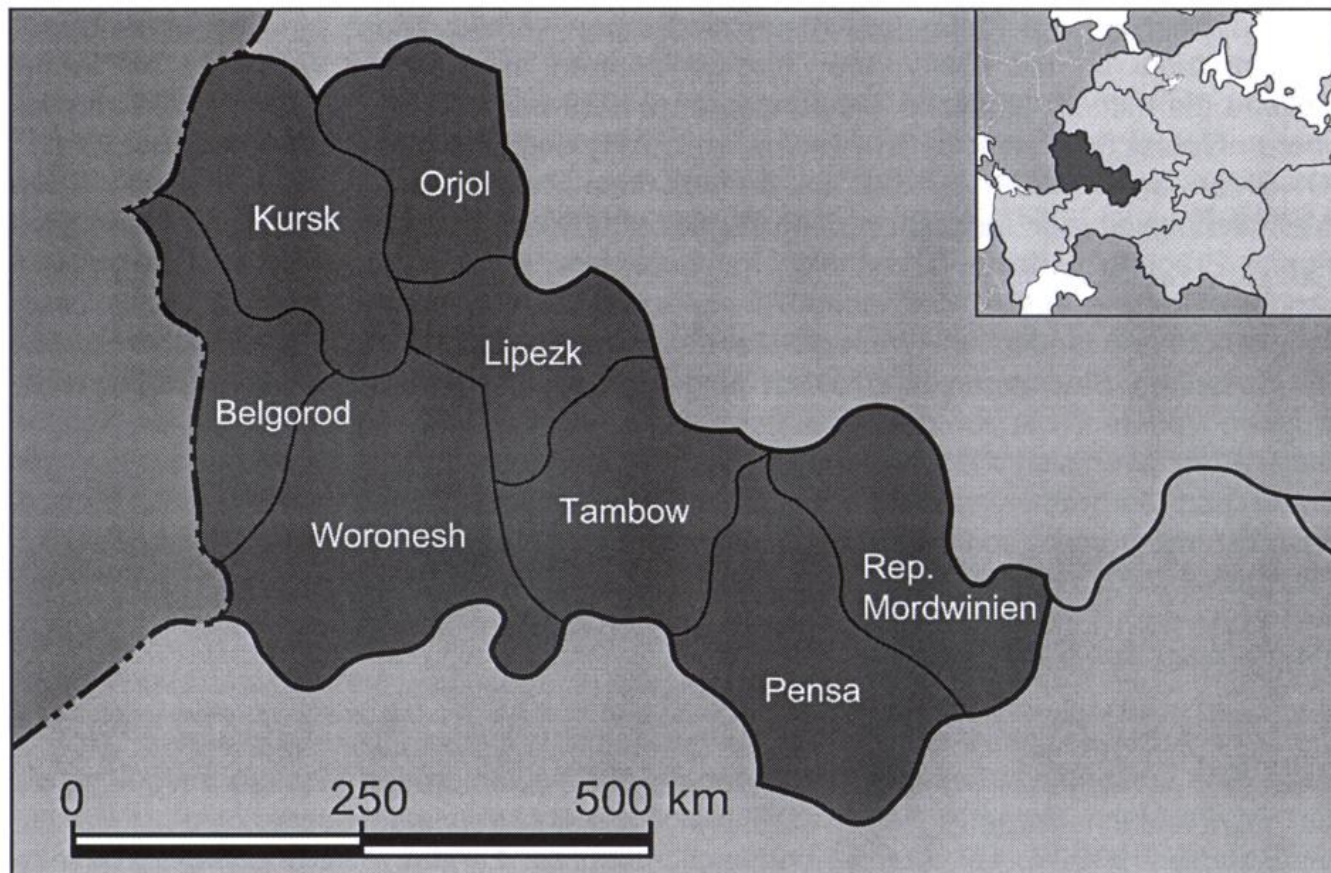 Orjol
Kursk
Lipezk
Belgorod
Tambow
Woronesh
Rep.
Mordwinien
Pensa
0 250 500 km